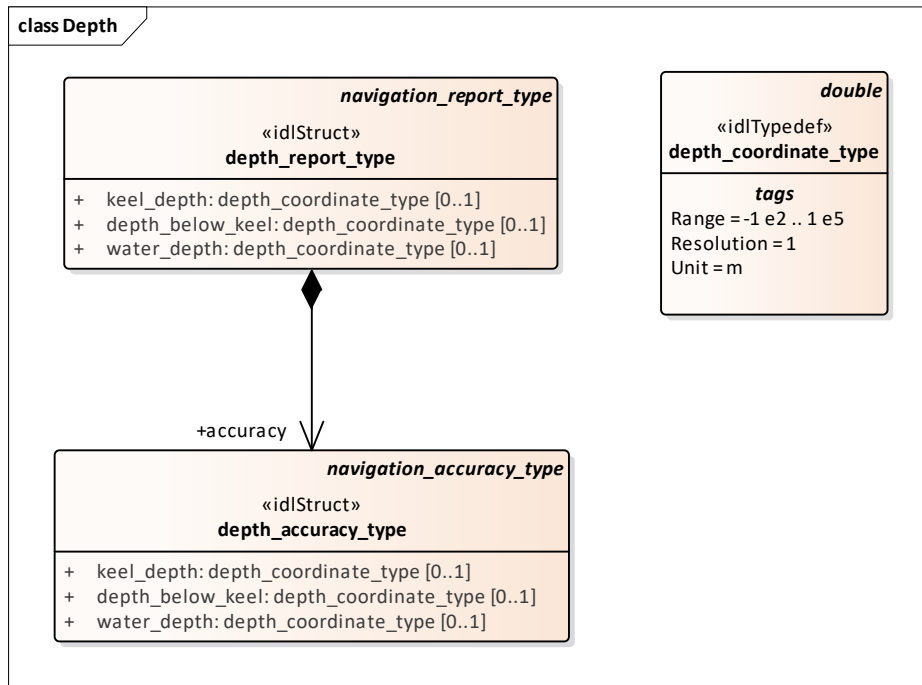 class Depth
navigation_report_type
«idlStruct»
depth_report_type
+ keel_depth: depth_coordinate_type [0..1]
+ depth_below_keel: depth_coordinate_type [0..1]
+ water_depth: depth_coordinate_type [0..1]
double
«idlTypedef»
depth_coordinate_type
tags
Range = -1 e2 .. 1 e5
Resolution = 1
Unit = m
+accuracy
navigation_accuracy_type
«idlStruct»
depth_accuracy_type
+ keel_depth: depth_coordinate_type [0..1]
+ depth_below_keel: depth_coordinate_type [0..1]
+ water_depth: depth_coordinate_type [0..1]